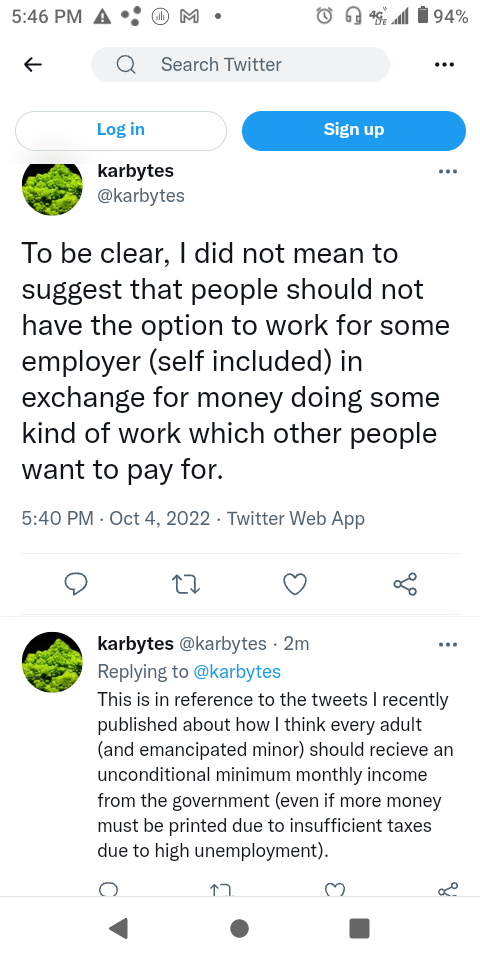 5:46 PM 4G LTE 94%
Search Twitter
Log in Sign up
karbytes
@karbytes
To be clear, I did not mean to
suggest that people should not
have the option to work for some
employer (self included) in
exchange for money doing some
kind of work which other people
want to pay for.
5:40 PM · Oct 4, 2022 · Twitter Web App
karbytes @karbytes · 2m
Replying to @karbytes
This is in reference to the tweets I recently
published about how I think every adult
(and emancipated minor) should recieve an
unconditional minimum monthly income
from the government (even if more money
must be printed due to insufficient taxes
due to high unemployment).